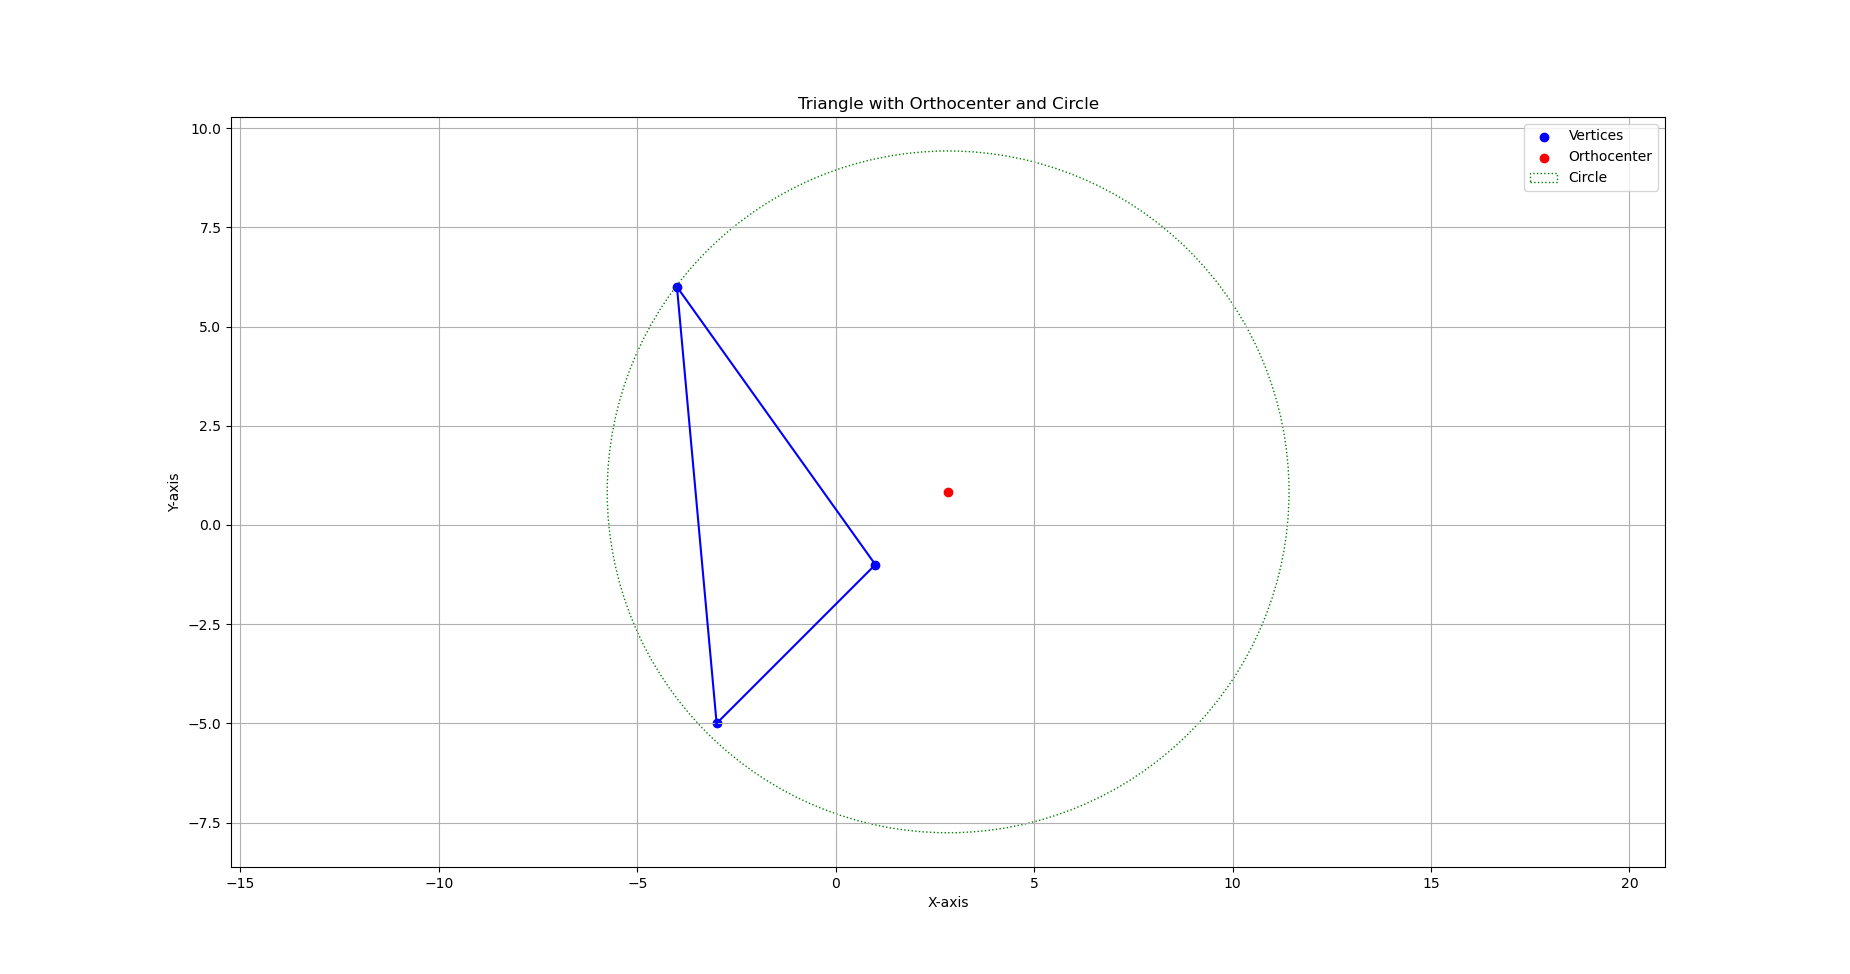 Triangle with Orthocenter and Circle
10.0
7.5
5.0
2.5
0.0
−2.5
−5.0
−7.5
Y-axis
Vertices
Orthocenter
Circle
−15
−10
−5
0
5
10
15
20
X-axis